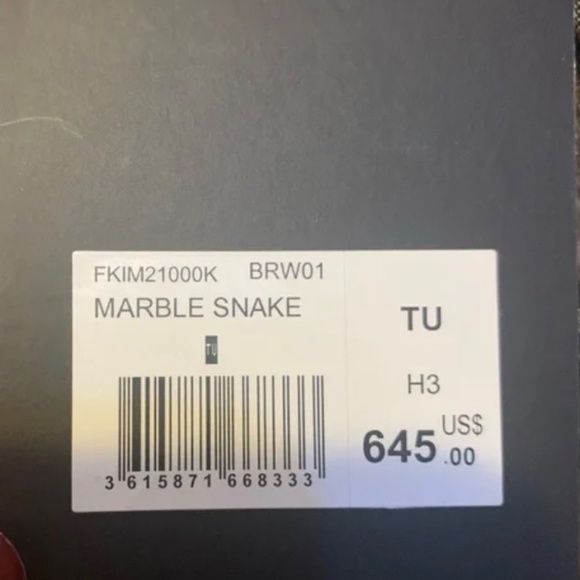 FKIM21000K BRW01
MARBLE SNAKE
TU
3 615871 668333
TU
H3
645.00 US$